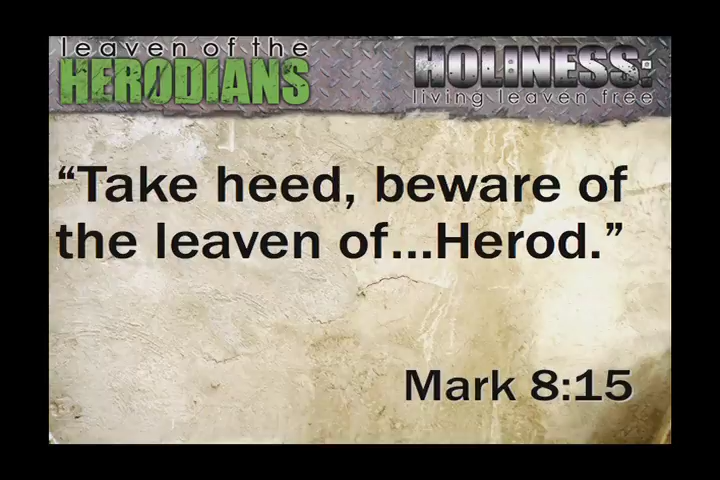 leaven of the
HERODIANS
HOLINESS:
living leaven free
“Take heed, beware of
the leaven of...Herod.”
Mark 8:15